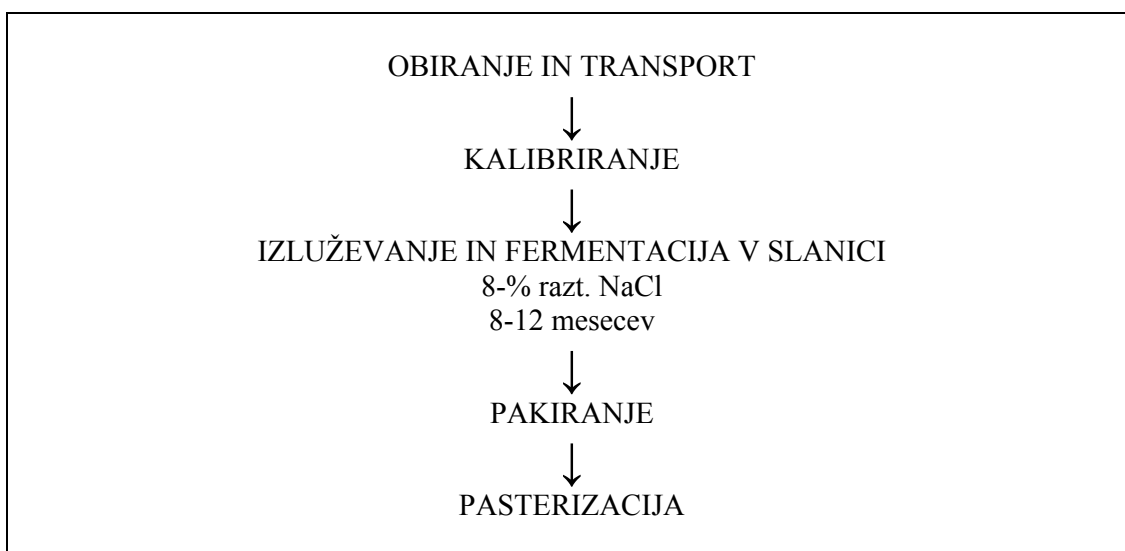 OBIRANJE IN TRANSPORT
↓
KALIBRIRANJE
↓
IZLUŽEVANJE IN FERMENTACIJA V SLANICI
8-% razt. NaCl
8-12 mesecev
↓
PAKIRANJE
↓
PASTERIZACIJA